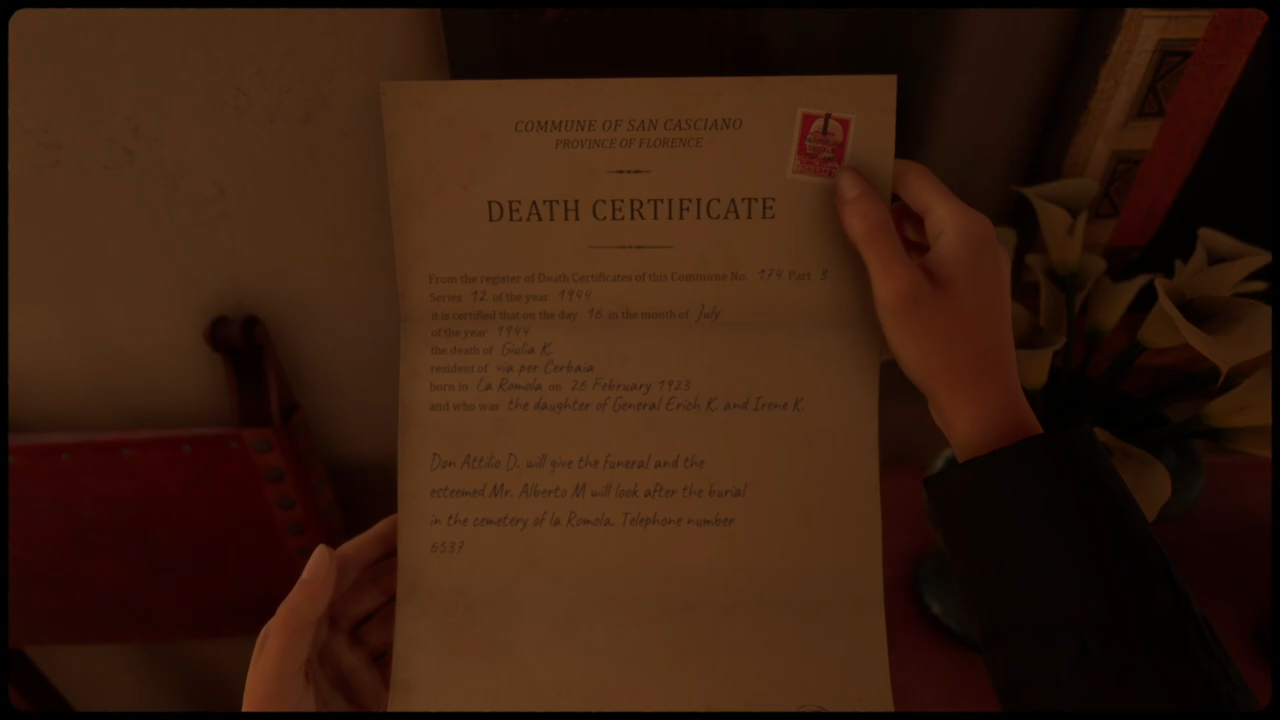 COMMUNE OF SAN CASCIANO
PROVINCE OF FLORENCE
DEATH CERTIFICATE
From the register of Death Certificates of this Commune No. 174 Part 3
Series 12 of the year 1944
it is certified that on the day 16 in the month of July
of the year 1944
the death of Giulia K.
resident of via per Cerbaia
born in La Romola on 26 February 1923
and who was the daughter of General Erich K. and Irene K.
Don Attilio D. will give the funeral and the
esteemed Mr. Alberto M will look after the burial
in the cemetery of la Romola. Telephone number
6537